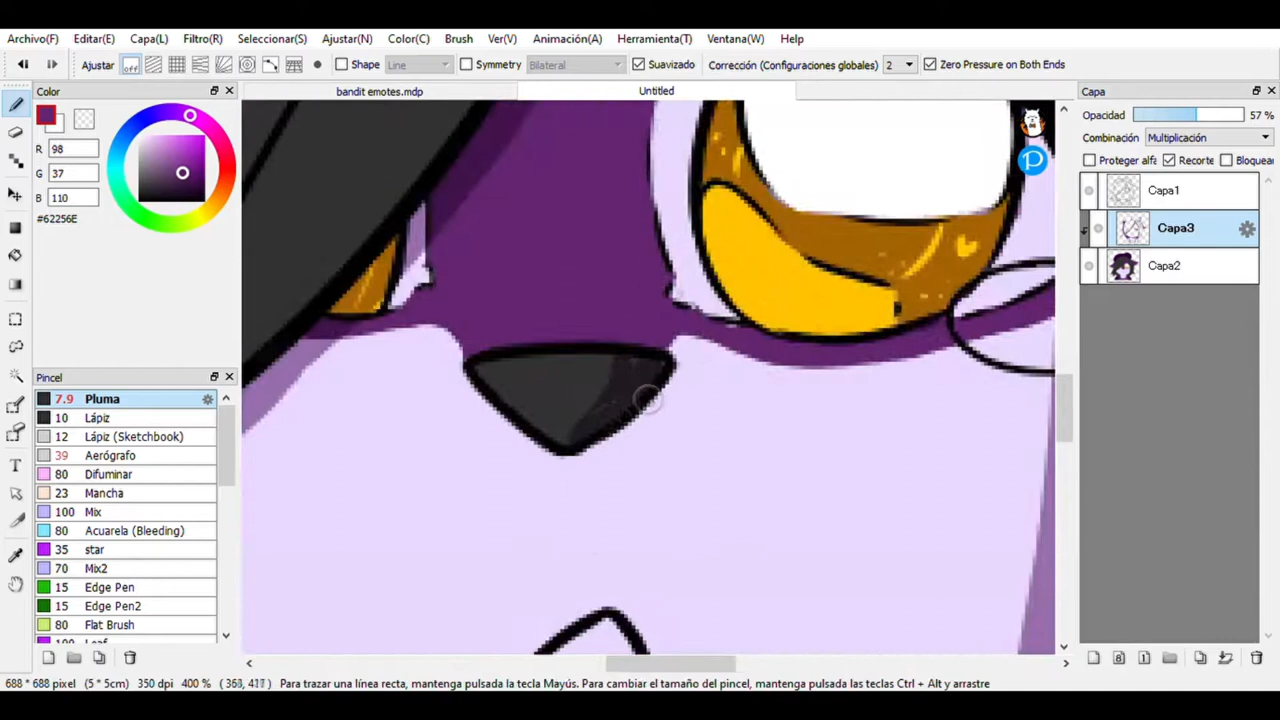 Archivo(F) Editar(E) Capa(L) Filtro(R) Seleccionar(S) Ajustar(N) Color(C) Brush Ver(V) Animación(A) Herramienta(T) Ventana(W) Help
Ajustar off Shape Line Symmetry Bilateral Suavizado Corrección (Configuraciones globales) 2 Zero Pressure on Both Ends
Color
bandit emotes.mdp
Untitled
Capa
R 98
G 37
B 110
#62256E
Opacidad 57 %
Combinación Multiplicación
Proteger alfa Recorte Bloquear
Capa1
Capa3
Capa2
Pincel
7.9 Pluma
10 Lápiz
12 Lápiz (Sketchbook)
39 Aerógrafo
80 Difuminar
23 Mancha
100 Mix
80 Acuarela (Bleeding)
35 star
70 Mix2
15 Edge Pen
15 Edge Pen2
80 Flat Brush
688 * 688 pixel (5 * 5cm) 350 dpi 400 % Para trazar una línea recta, mantenga pulsada la tecla Mayús. Para cambiar el tamaño del pincel, mantenga pulsada las teclas Ctrl + Alt y arrastre